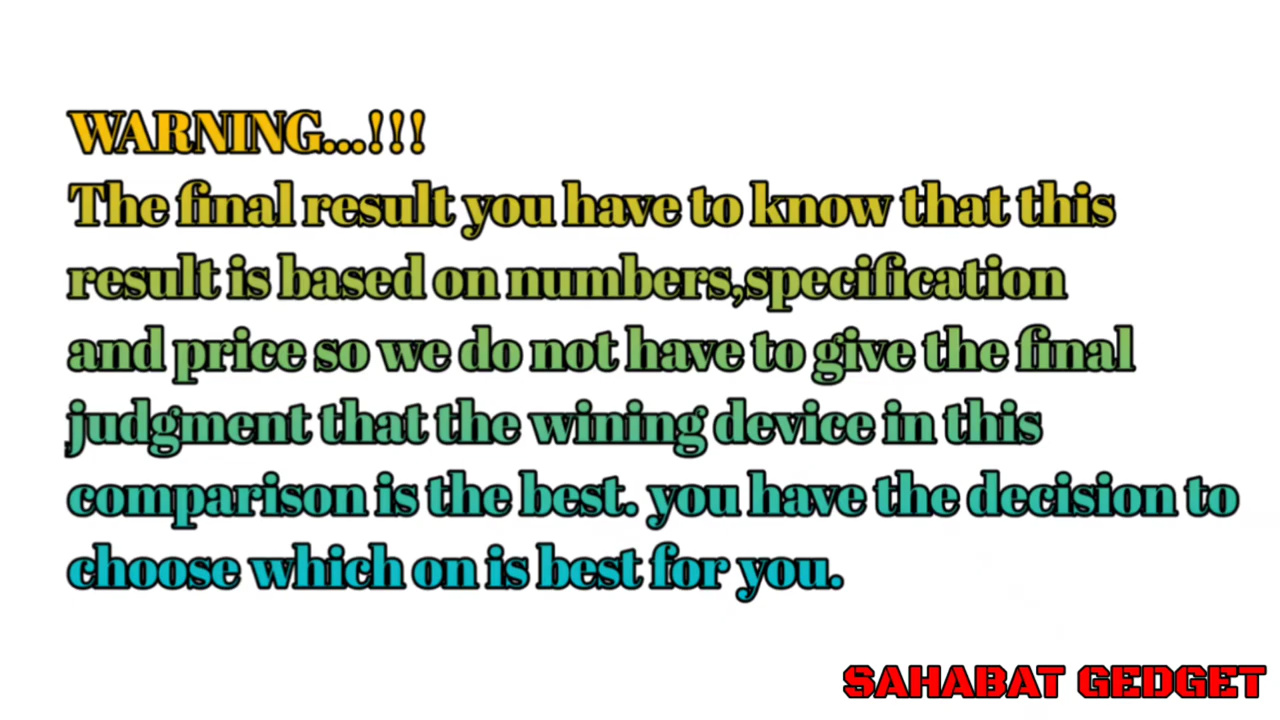 WARNING...!!!
The final result you have to know that this
result is based on numbers,specification
and price so we do not have to give the final
judgment that the wining device in this
comparison is the best. you have the decision to
choose which on is best for you.
SAHABAT GEDGET